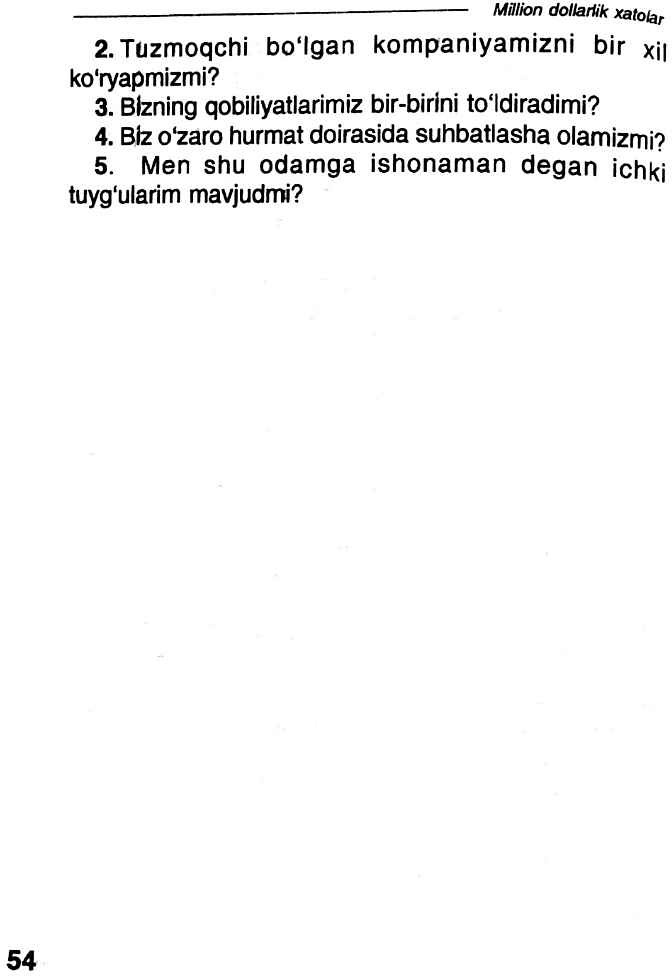 Million dollarlik xatolar
2. Tuzmoqchi bo‘lgan kompaniyamizni bir xil
ko‘ryapmizmi?
3. Bizning qobiliyatlarimiz bir-birini to‘ldiradimi?
4. Biz o‘zaro hurmat doirasida suhbatlasha olamizmi?
5. Men shu odamga ishonaman degan ichki
tuyg‘ularim mavjudmi?
54